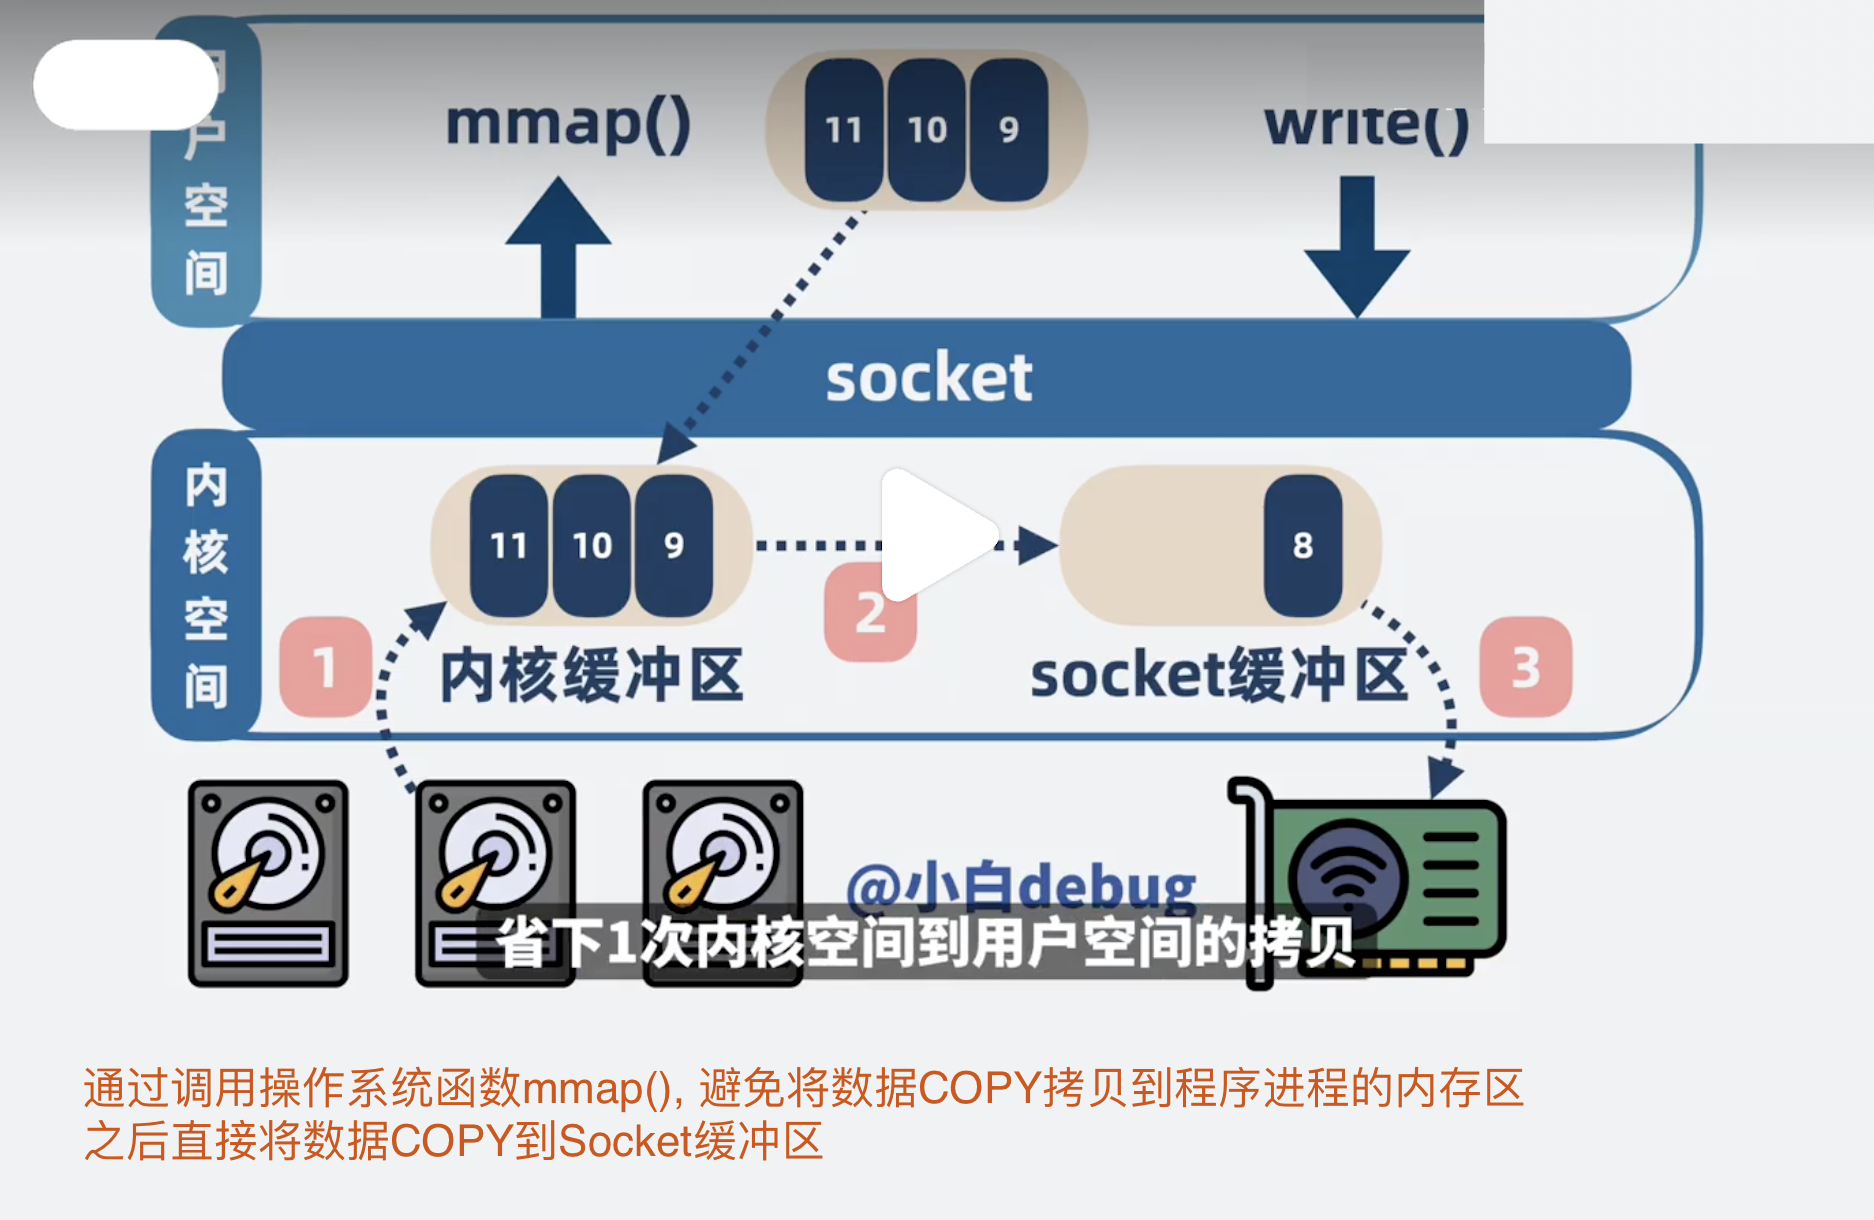 户空间
mmap()
11 10 9
write()
socket
内核空间
11 10 9
8
1
2
3
内核缓冲区
socket缓冲区
@小白debug
省下1次内核空间到用户空间的拷贝
通过调用操作系统函数mmap(), 避免将数据COPY拷贝到程序进程的内存区
之后直接将数据COPY到Socket缓冲区